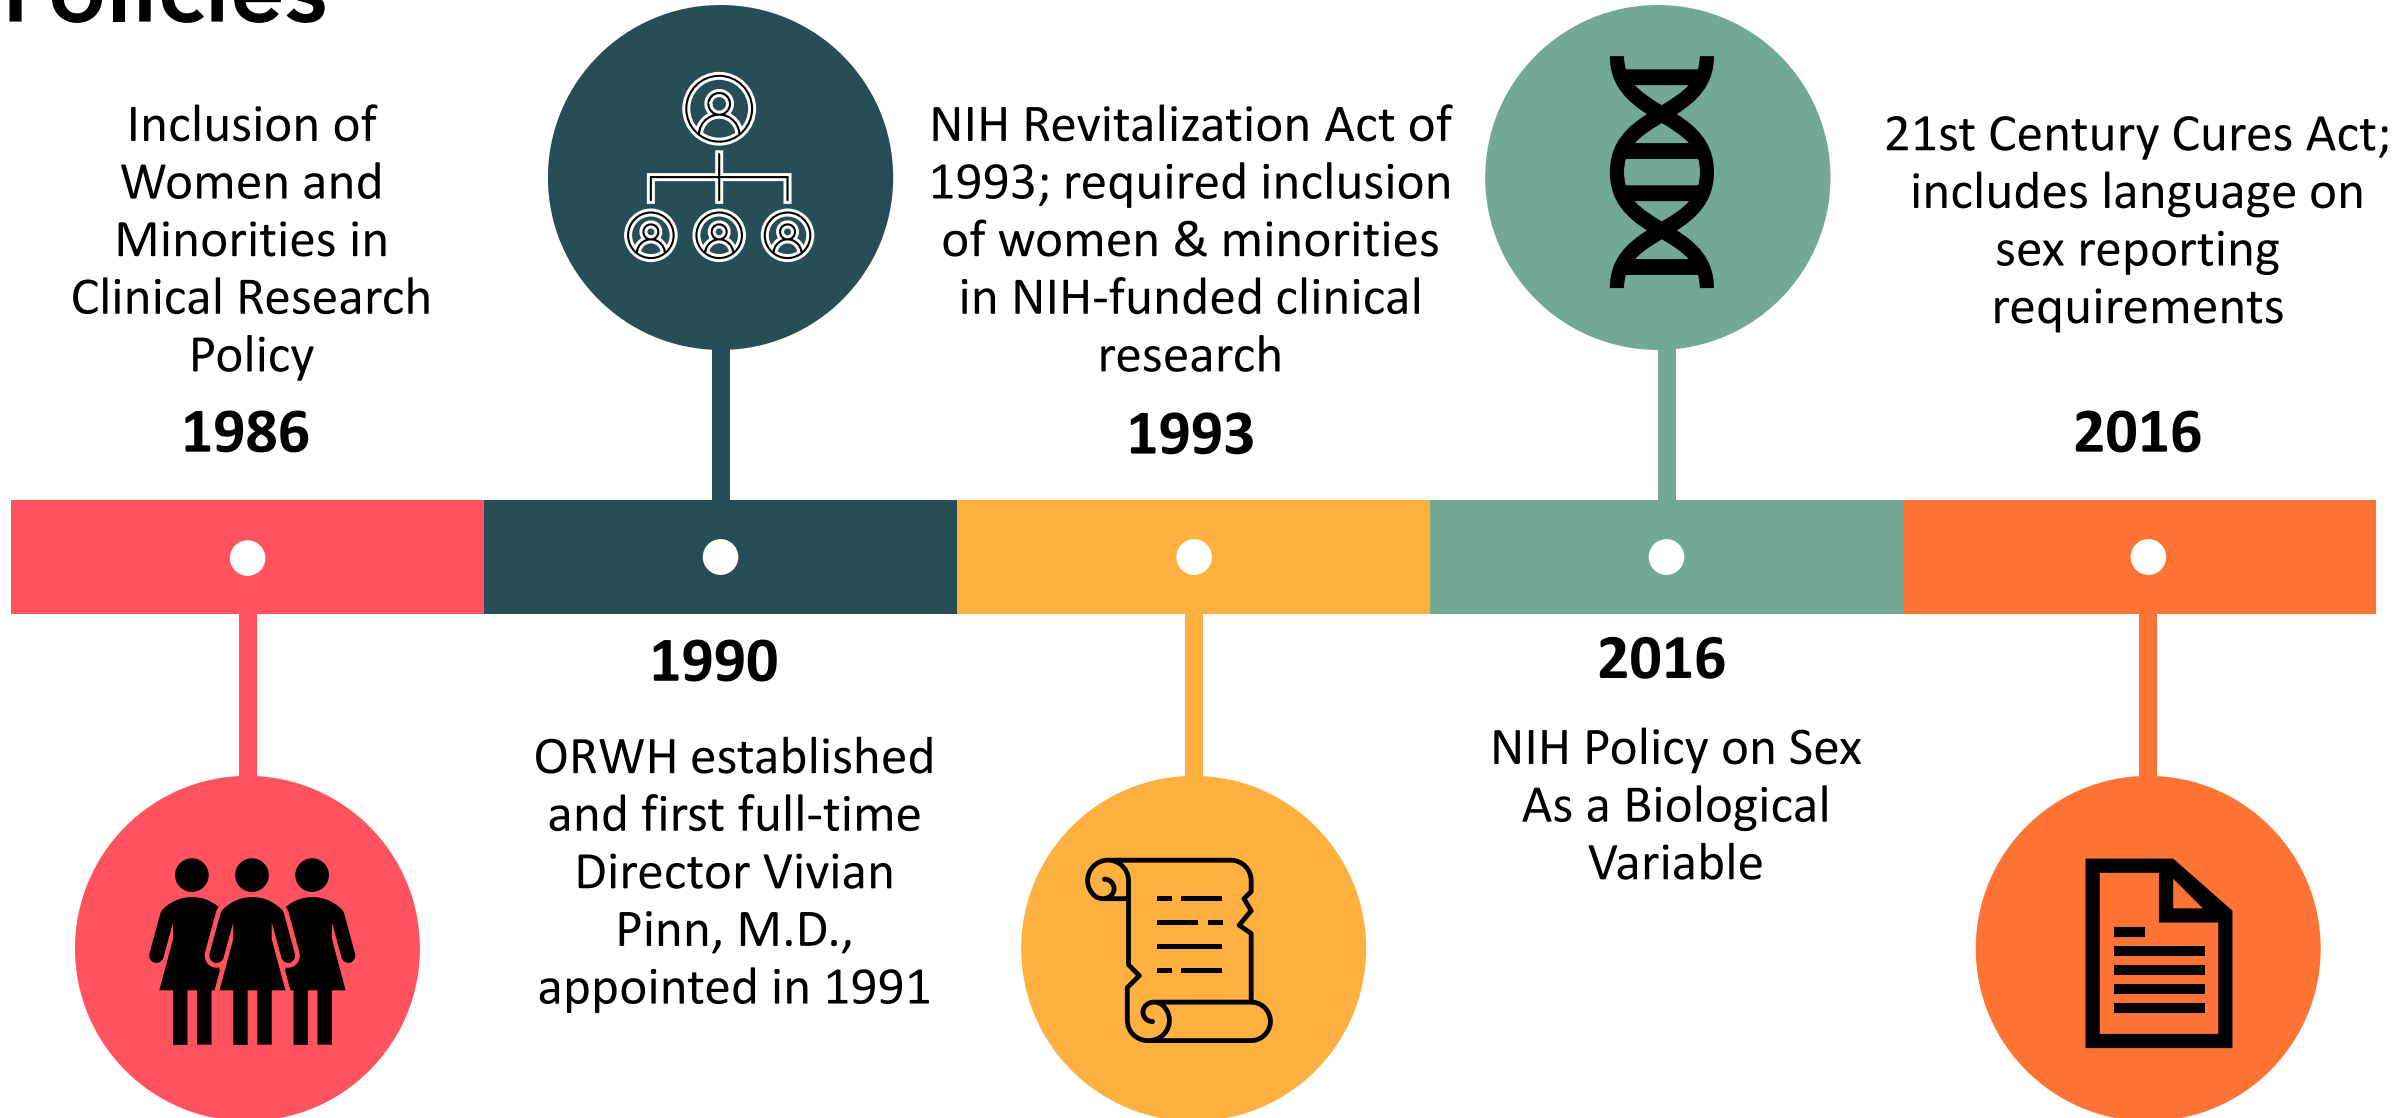 Policies
Inclusion of
Women and
Minorities in
Clinical Research
Policy
1986
1990
ORWH established
and first full-time
Director Vivian
Pinn, M.D.,
appointed in 1991
NIH Revitalization Act of
1993; required inclusion
of women & minorities
in NIH-funded clinical
research
1993
2016
NIH Policy on Sex
As a Biological
Variable
21st Century Cures Act;
includes language on
sex reporting
requirements
2016